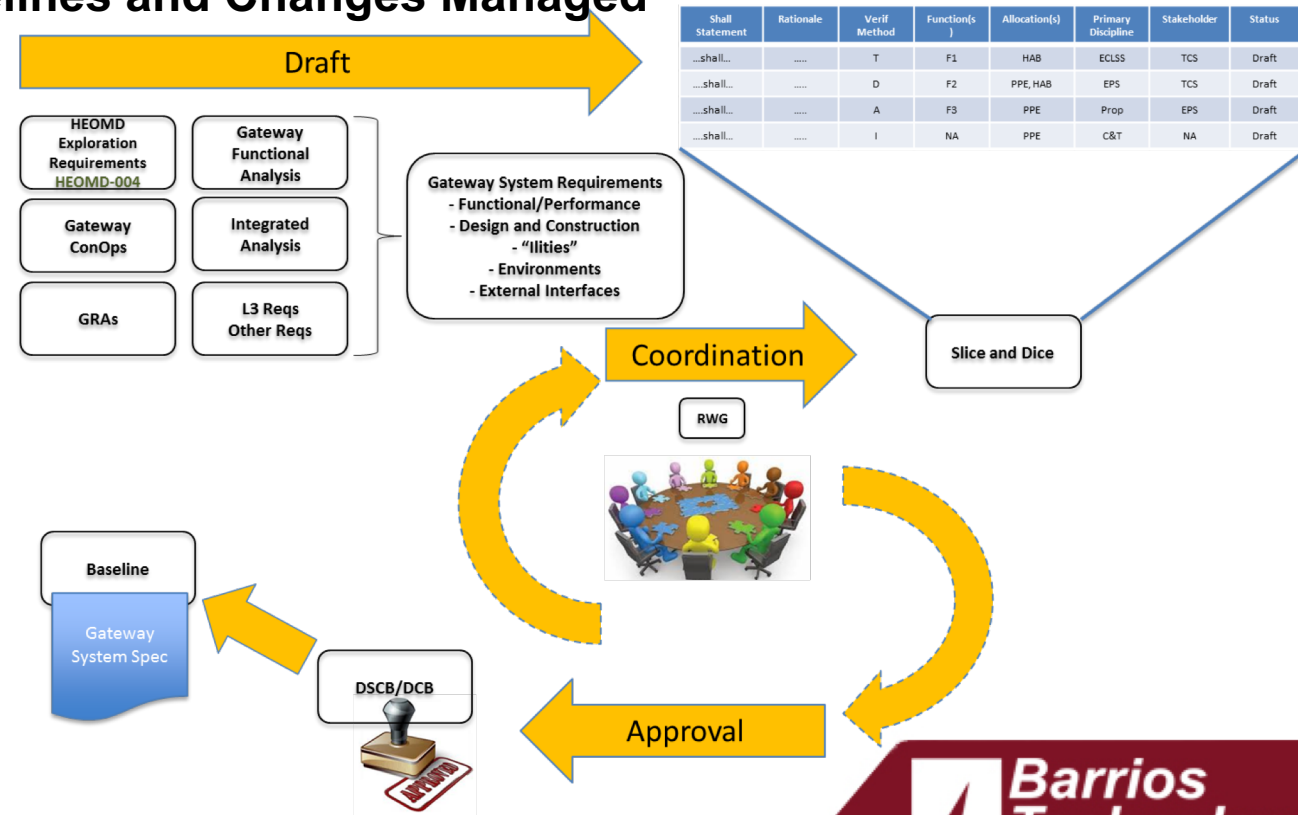 and Changes Managed
Draft
Shall Statement Rationale Verif Method Function(s ) Allocation(s) Primary Discipline Stakeholder Status
...shall... ..... T F1 HAB ECLSS TCS Draft
....shall... ..... D F2 PPE, HAB EPS TCS Draft
....shall... ..... A F3 PPE Prop EPS Draft
....shall... ..... I NA PPE C&T NA Draft
HEOMD
Exploration
Requirements
HEOMD-004
Gateway
Functional
Analysis
Gateway
ConOps
Integrated
Analysis
GRAs
L3 Reqs
Other Reqs
Gateway System Requirements
- Functional/Performance
- Design and Construction
- “Ilities”
- Environments
- External Interfaces
Coordination
Slice and Dice
RWG
Baseline
Gateway
System Spec
DSCB/DCB
APPROVED
Approval
Barrios